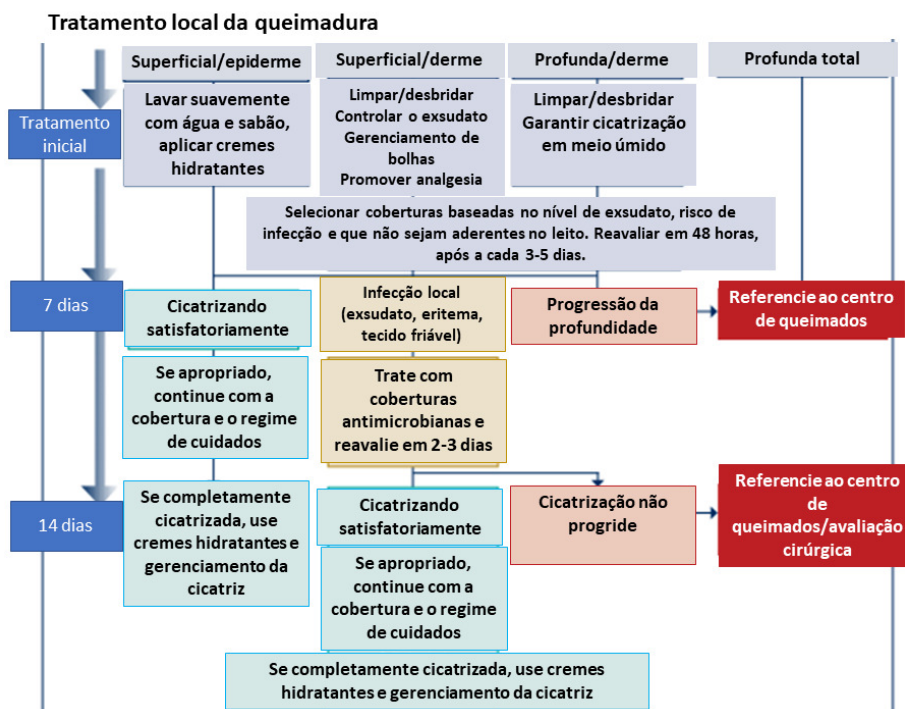 Tratamento local da queimadura
Superficial/epiderme
Superficial/derme
Profunda/derme
Profunda total
Tratamento
inicial
Lavar suavemente
com água e sabão,
aplicar cremes
hidratantes
Limpar/desbridar
Controlar o exsudato
Gerenciamento de
bolhas
Promover analgesia
Limpar/desbridar
Garantir cicatrização
em meio úmido
Selecionar coberturas baseadas no nível de exsudato, risco de
infecção e que não sejam aderentes no leito. Reavaliar em 48 horas,
após a cada 3-5 dias.
7 dias
Cicatrizando
satisfatoriamente
Infecção local
(exsudato, eritema,
tecido friável)
Progressão da
profundidade
Referencie ao centro
de queimados
Se apropriado,
continue com a
cobertura e o regime
de cuidados
Trate com
coberturas
antimicrobianas e
reavalie em 2-3 dias
14 dias
Se completamente
cicatrizada, use
cremes hidratantes e
gerenciamento da
cicatriz
Cicatrizando
satisfatoriamente
Cicatrização não
progride
Referencie ao centro
de
queimados/avaliação
cirúrgica
Se apropriado,
continue com a
cobertura e o regime
de cuidados
Se completamente cicatrizada, use cremes
hidratantes e gerenciamento da cicatriz